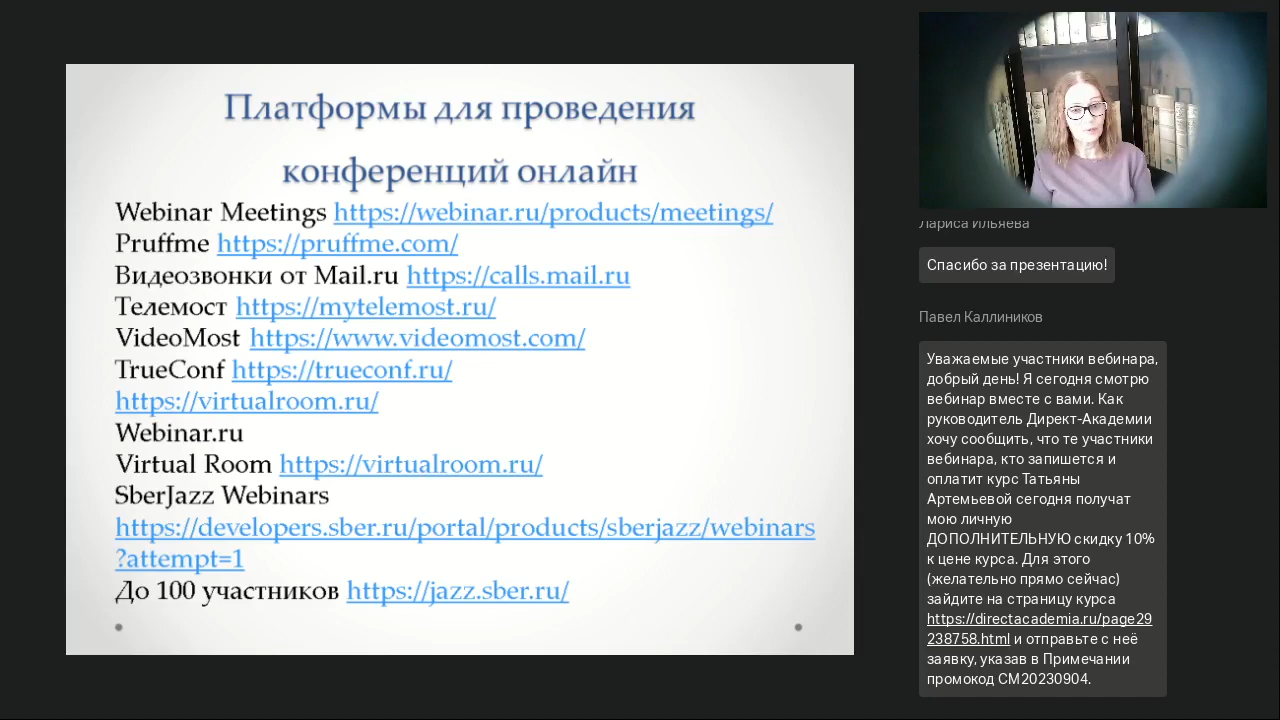 Платформы для проведения
конференций онлайн
Webinar Meetings https://webinar.ru/products/meetings/
Pruffme https://pruffme.com/
Видеозвонки от Mail.ru https://calls.mail.ru
Телемост https://mytelemost.ru/
VideoMost https://www.videomost.com/
TrueConf https://trueconf.ru/
https://virtualroom.ru/
Webinar.ru
Virtual Room https://virtualroom.ru/
SberJazz Webinars
https://developers.sber.ru/portal/products/sberjazz/webinars
?attempt=1
До 100 участников https://jazz.sber.ru/
Лариса Ильяева
Спасибо за презентацию!
Павел Каллиников
Уважаемые участники вебинара,
добрый день! Я сегодня смотрю
вебинар вместе с вами. Как
руководитель Директ-Академии
хочу сообщить, что те участники
вебинара, кто запишется и
оплатит курс Татьяны
Артемьевой сегодня получат
мою личную
ДОПОЛНИТЕЛЬНУЮ скидку 10%
к цене курса. Для этого
(желательно прямо сейчас)
зайдите на страницу курса
https://directacademia.ru/page29
238758.html и отправьте с неё
заявку, указав в Примечании
промокод СМ20230904.